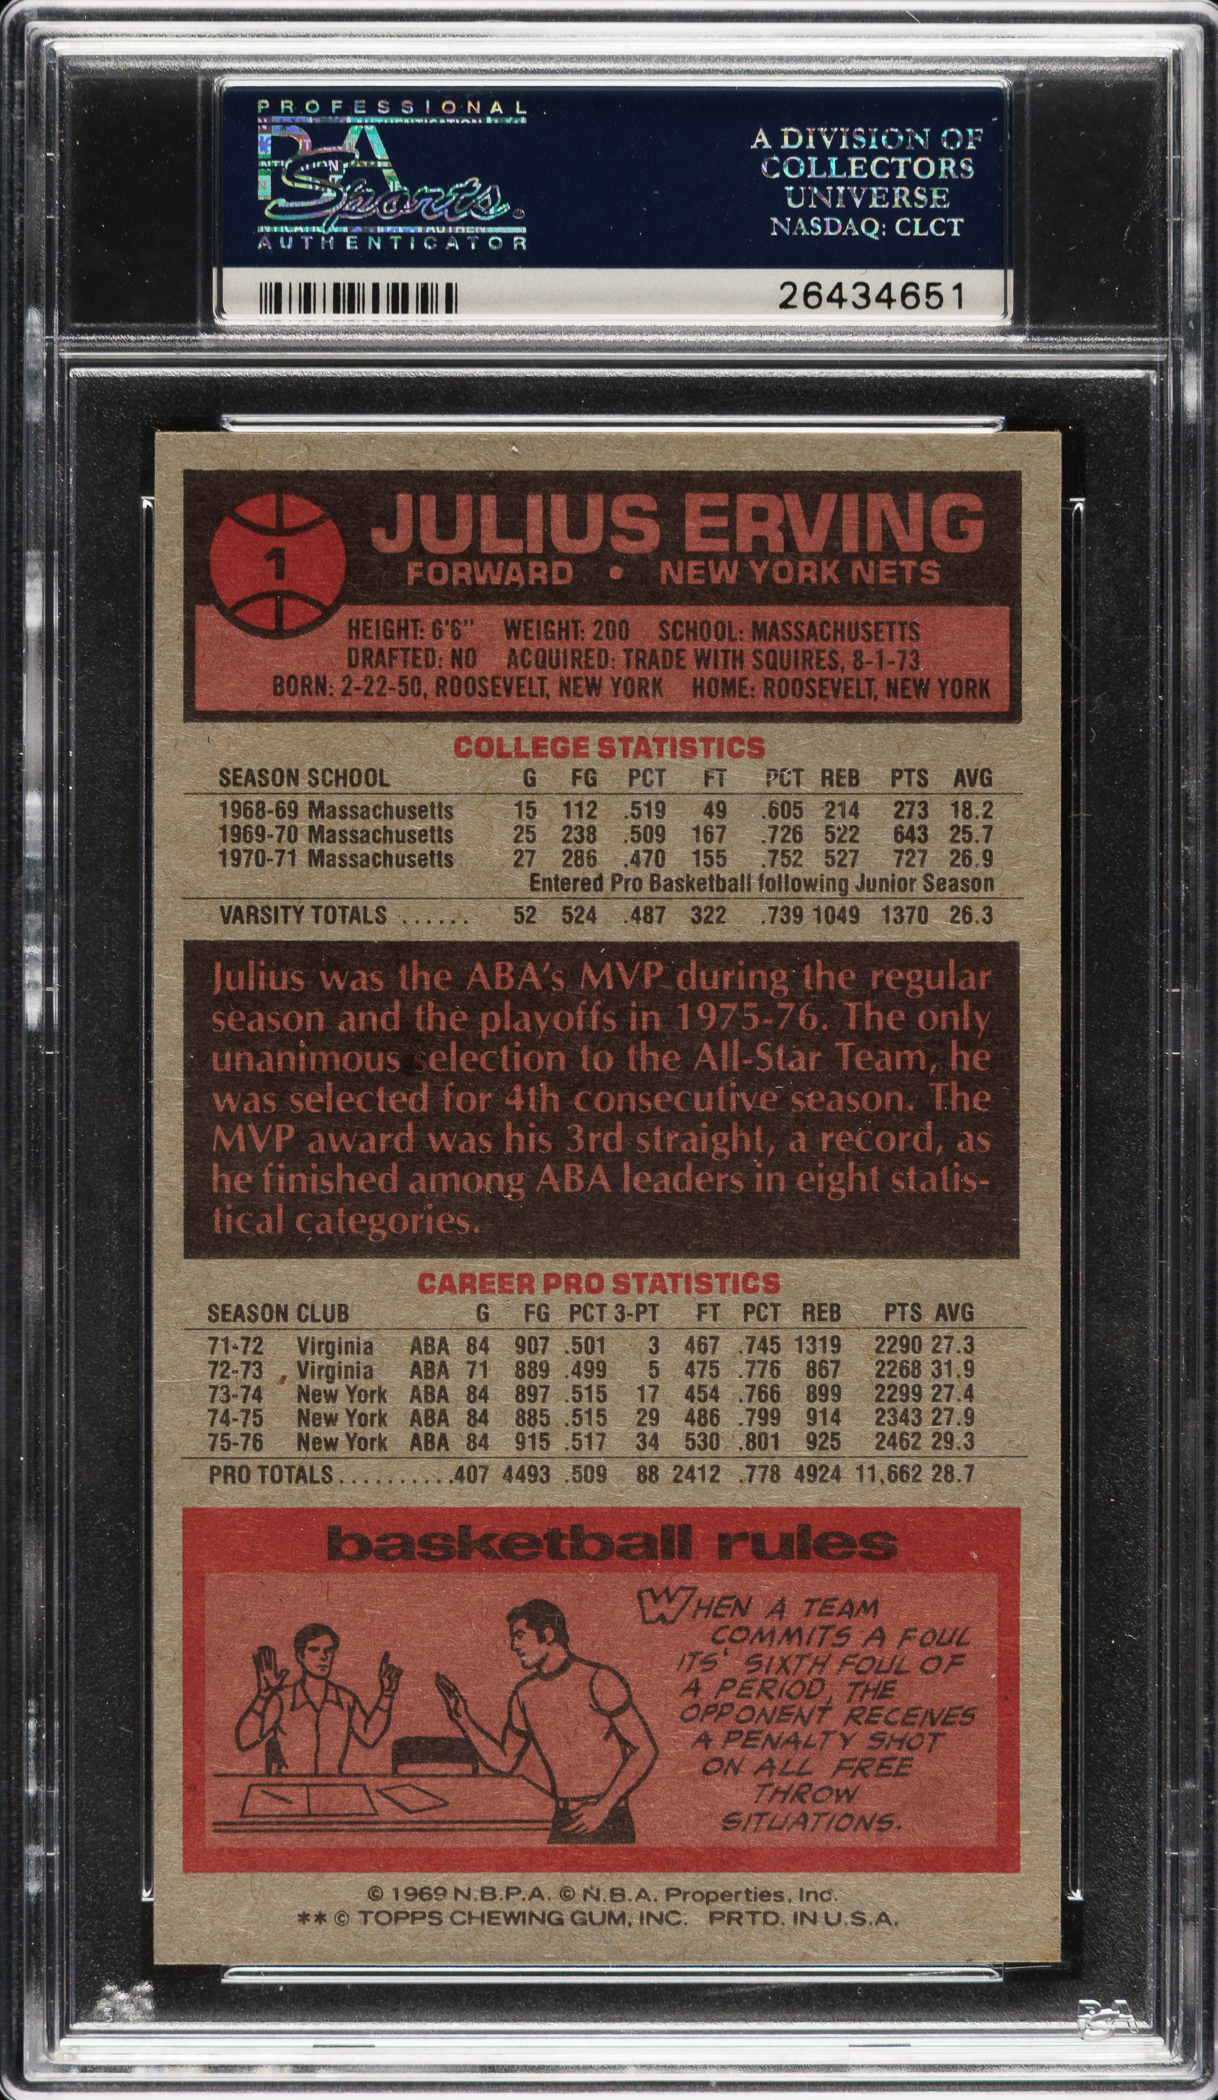 PROFESSIONAL
PSA
Sports
AUTHENTICATOR
A DIVISION OF
COLLECTORS
UNIVERSE
NASDAQ: CLCT
26434651
1
JULIUS ERVING
FORWARD • NEW YORK NETS
HEIGHT: 6'6" WEIGHT: 200 SCHOOL: MASSACHUSETTS
DRAFTED: NO ACQUIRED: TRADE WITH SQUIRES, 8-1-73
BORN: 2-22-50, ROOSEVELT, NEW YORK HOME: ROOSEVELT, NEW YORK
COLLEGE STATISTICS
SEASON SCHOOL G FG PCT FT PCT REB PTS AVG
1968-69 Massachusetts 15 112 .519 49 .605 214 273 18.2
1969-70 Massachusetts 25 238 .509 167 .726 522 643 25.7
1970-71 Massachusetts 27 286 .470 155 .752 527 727 26.9
Entered Pro Basketball following Junior Season
VARSITY TOTALS ...... 52 524 .487 322 .739 1049 1370 26.3
Julius was the ABA's MVP during the regular
season and the playoffs in 1975-76. The only
unanimous selection to the All-Star Team, he
was selected for 4th consecutive season. The
MVP award was his 3rd straight, a record, as
he finished among ABA leaders in eight statis-
tical categories.
CAREER PRO STATISTICS
SEASON CLUB G FG PCT 3-PT FT PCT REB PTS AVG
71-72 Virginia ABA 84 907 .501 3 467 .745 1319 2290 27.3
72-73 Virginia ABA 71 889 .499 5 475 .776 867 2268 31.9
73-74 New York ABA 84 897 .515 17 454 .766 899 2299 27.4
74-75 New York ABA 84 885 .515 29 486 .799 914 2343 27.9
75-76 New York ABA 84 915 .517 34 530 .801 925 2462 29.3
PRO TOTALS..........407 4493 .509 88 2412 .778 4924 11,662 28.7
basketball rules
WHEN A TEAM
COMMITS A FOUL
ITS' SIXTH FOUL OF
A PERIOD, THE
OPPONENT RECEIVES
A PENALTY SHOT
ON ALL FREE
THROW
SITUATIONS.
© 1969 N.B.P.A. © N.B.A. Properties, Inc.
** © TOPPS CHEWING GUM, INC. PRTD. IN U.S.A.
PSA